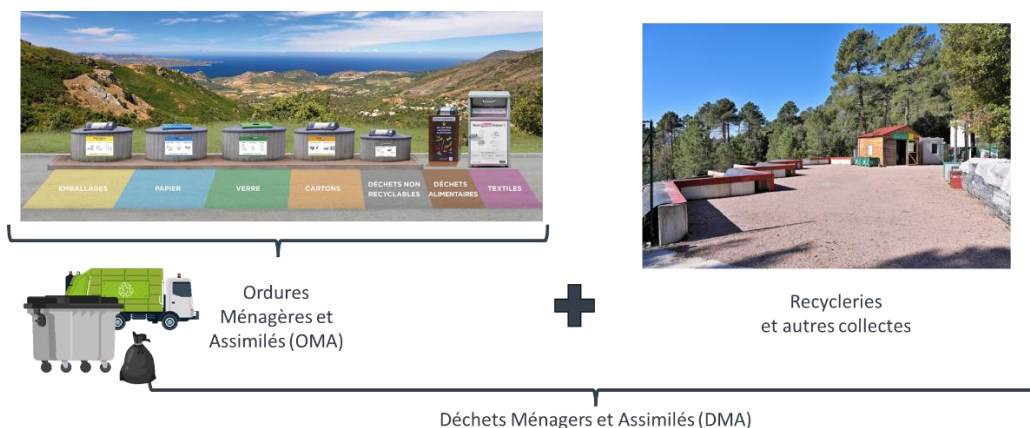 EMBALLAGES
PAPIER
VERRE
CARTONS
DÉCHETS NON
RECYCLABLES
DÉCHETS
ALIMENTAIRES
TEXTILES
Ordures
Ménagères et
Assimilés (OMA)
Recycleries
et autres collectes
Déchets Ménagers et Assimilés (DMA)